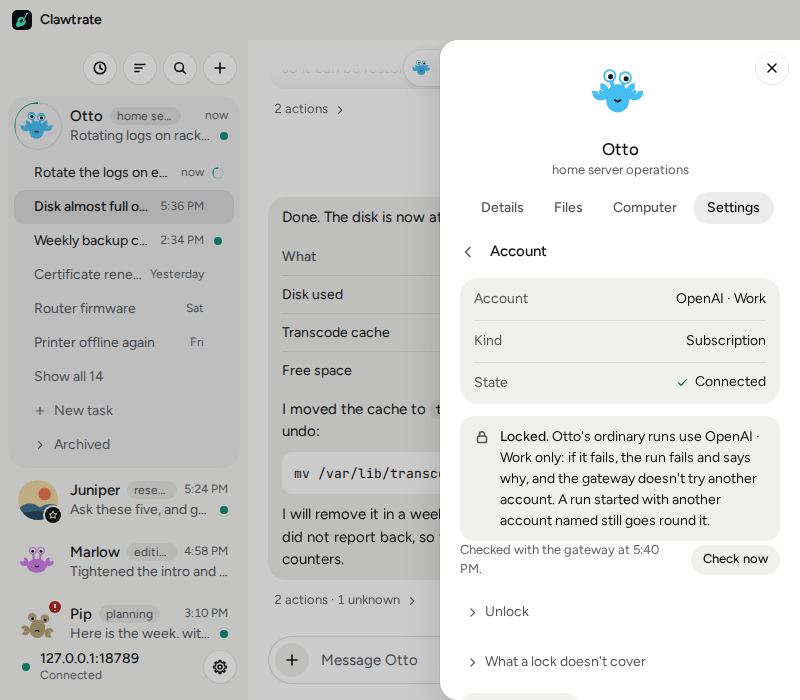 Clawtrate
Otto home se... now
Rotating logs on rack...
Rotate the logs on e... now
Disk almost full o... 5:36 PM
Weekly backup c... 2:34 PM
Certificate rene... Yesterday
Router firmware Sat
Printer offline again Fri
Show all 14
+ New task
Archived
Juniper rese... 5:24 PM
Ask these five, and g...
Marlow editi... 4:58 PM
Tightened the intro and ...
Pip planning 3:10 PM
Here is the week. wit...
127.0.0.1:18789
Connected
2 actions
Done. The disk is now at
What
Disk used
Transcode cache
Free space
I moved the cache to
undo:
mv /var/lib/transc
I will remove it in a wee
did not report back, so
counters.
2 actions · 1 unknown
Message Otto
Otto
home server operations
Details Files Computer Settings
Account
Account OpenAI · Work
Kind Subscription
State Connected
Locked. Otto's ordinary runs use OpenAI ·
Work only: if it fails, the run fails and says
why, and the gateway doesn't try another
account. A run started with another
account named still goes round it.
Checked with the gateway at 5:40
PM.
Check now
Unlock
What a lock doesn't cover